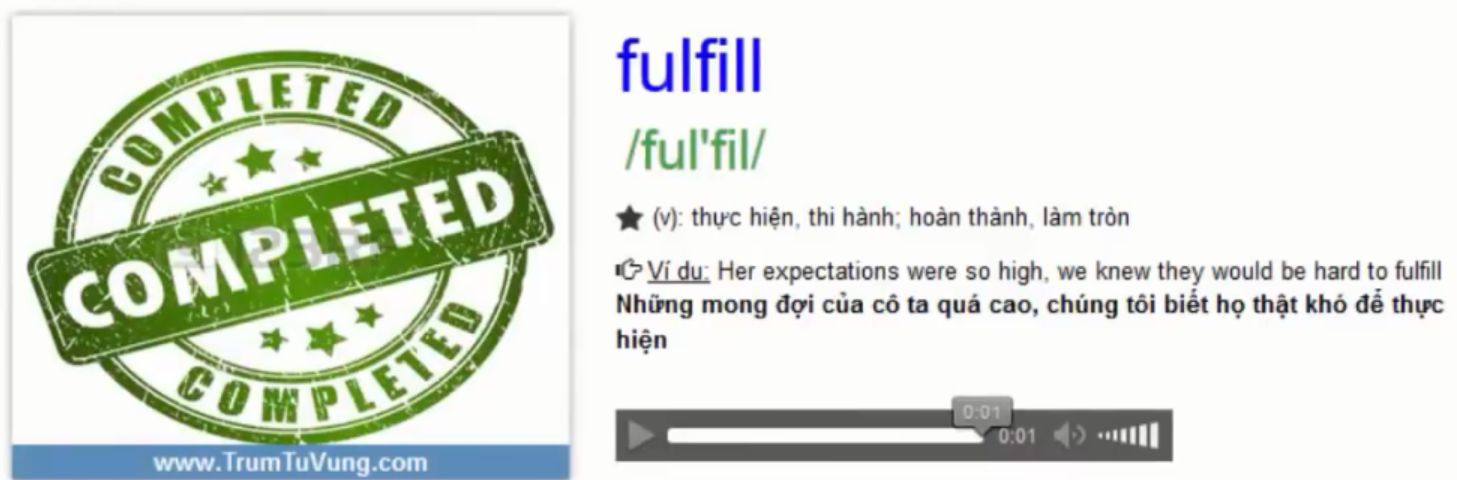 COMPLETED
COMPLETED
COMPLETED
www.TrumTuVung.com
fulfill
/ful'fil/
(v): thực hiện, thi hành; hoàn thành, làm tròn
Ví du: Her expectations were so high, we knew they would be hard to fulfill
Những mong đợi của cô ta quá cao, chúng tôi biết họ thật khó để thực
hiện
0:01
0:01